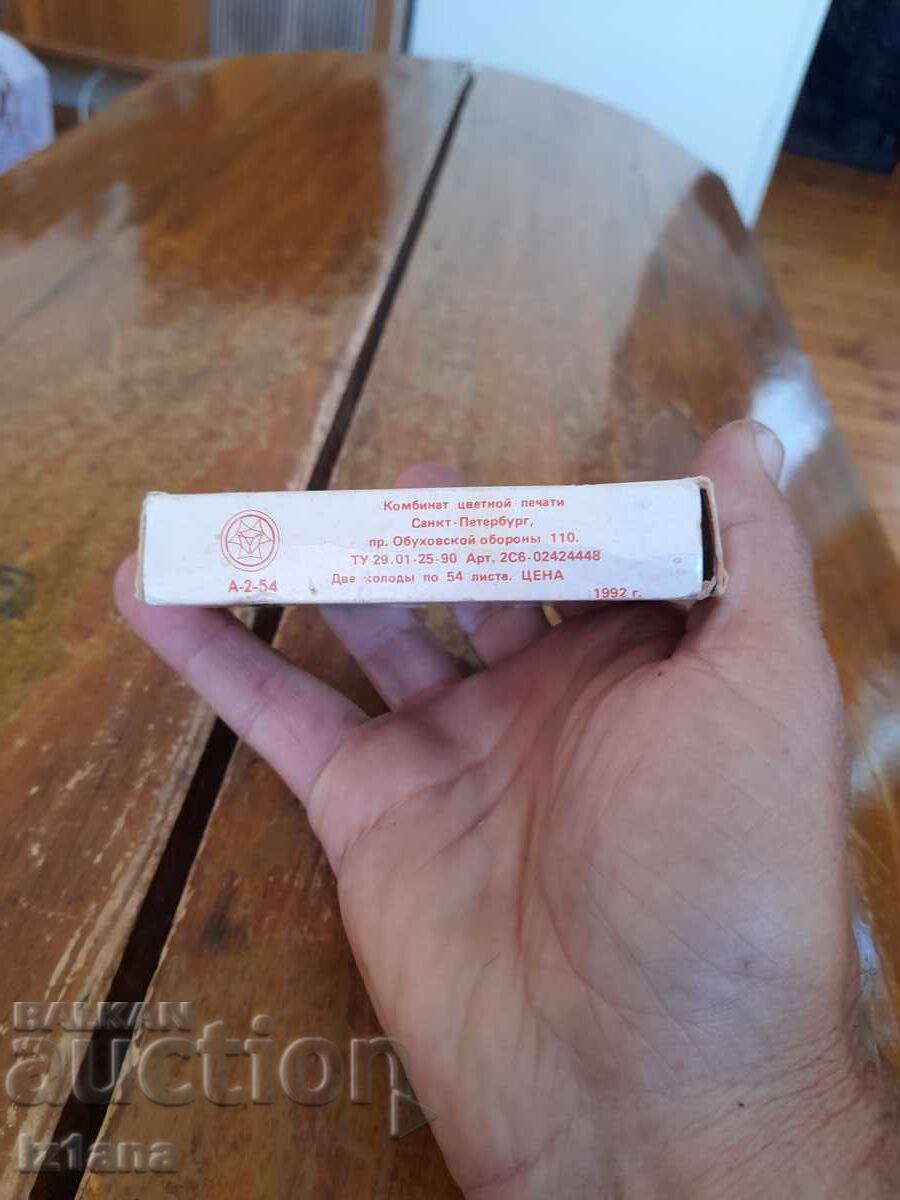 Комбинат цветной печати
Санкт-Петербург,
пр. Обуховской обороны 110.
ТУ 29.01-25-90 Арт. 2С6-02424448
А-2-54
Две колоды по 54 листа. ЦЕНА
1992 г.
BALKAN
auction
Iz1ana